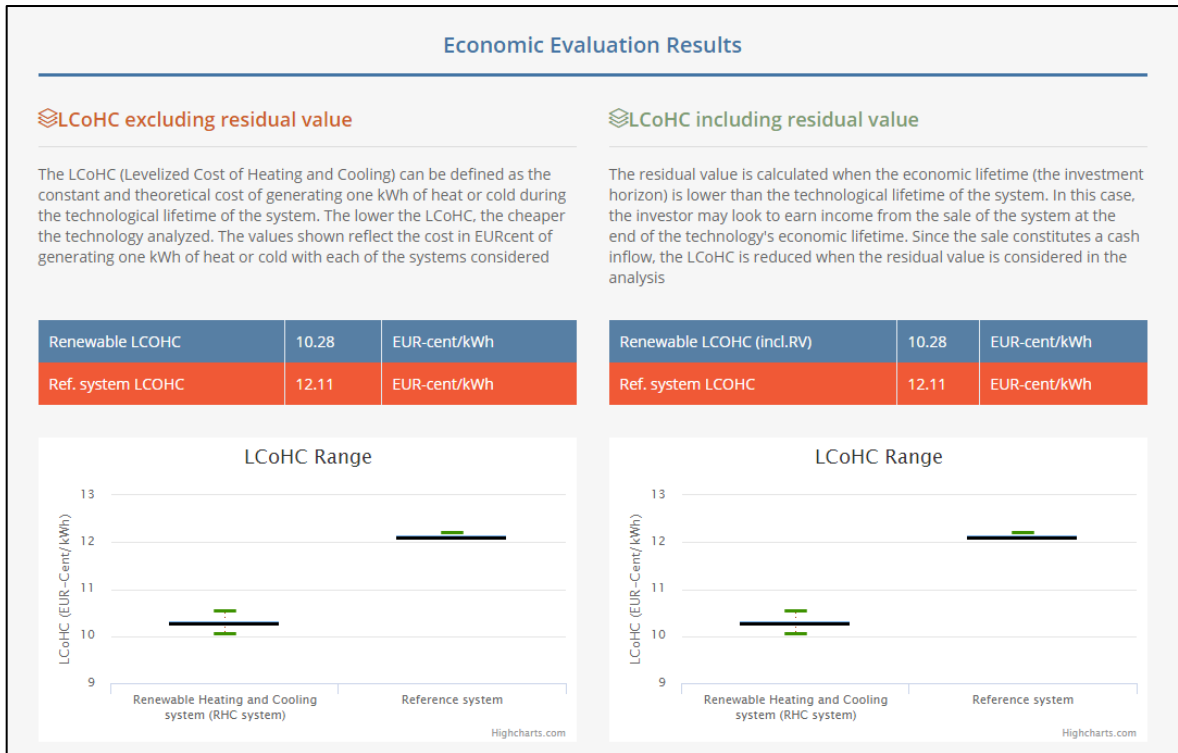 Economic Evaluation Results
LCoHC excluding residual value
The LCoHC (Levelized Cost of Heating and Cooling) can be defined as the
constant and theoretical cost of generating one kWh of heat or cold during
the technological lifetime of the system. The lower the LCoHC, the cheaper
the technology analyzed. The values shown reflect the cost in EURcent of
generating one kWh of heat or cold with each of the systems considered
Renewable LCOHC 10.28 EUR-cent/kWh
Ref. system LCOHC 12.11 EUR-cent/kWh
LCoHC Range
LCoHC (EUR-Cent/kWh)
13
12
11
10
9
Renewable Heating and Cooling
system (RHC system)
Reference system
Highcharts.com
LCoHC including residual value
The residual value is calculated when the economic lifetime (the investment
horizon) is lower than the technological lifetime of the system. In this case,
the investor may look to earn income from the sale of the system at the
end of the technology's economic lifetime. Since the sale constitutes a cash
inflow, the LCoHC is reduced when the residual value is considered in the
analysis
Renewable LCOHC (incl.RV) 10.28 EUR-cent/kWh
Ref. system LCOHC 12.11 EUR-cent/kWh
LCoHC Range
LCoHC (EUR-Cent/kWh)
13
12
11
10
9
Renewable Heating and Cooling
system (RHC system)
Reference system
Highcharts.com